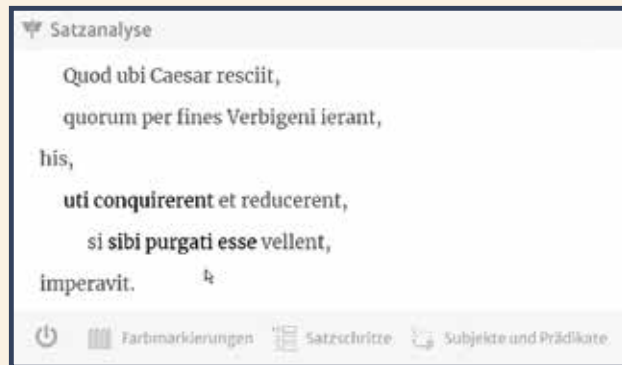 Satzanalyse
Quod ubi Caesar resciit,
quorum per fines Verbigeni ierant,
his,
uti conquirerent et reducerent,
si sibi purgati esse vellent,
imperavit.
Farbmarkierungen Satzschritte Subjekte und Prädikate